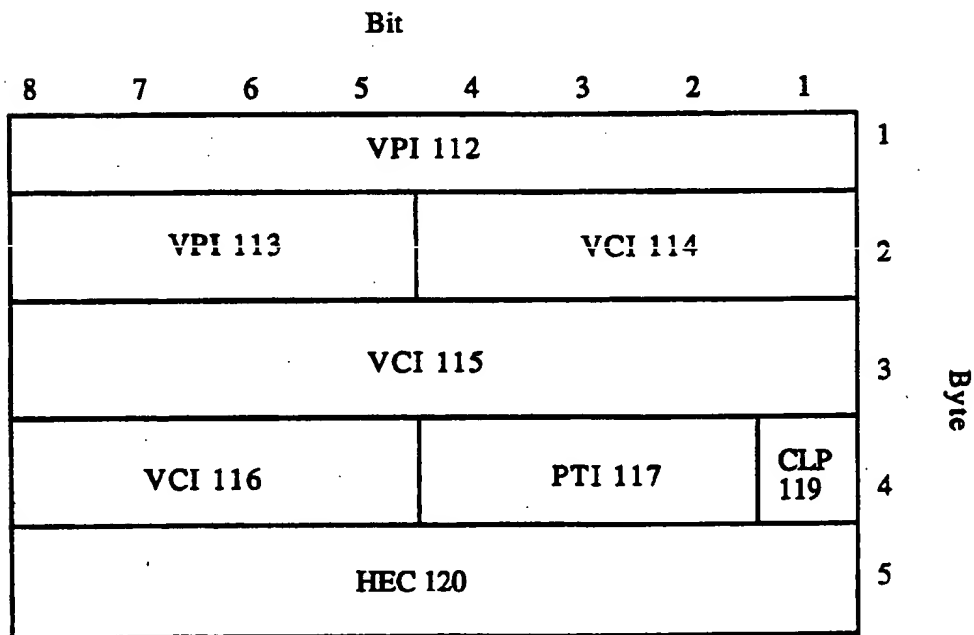 Bit
8 7 6 5 4 3 2 1
VPI 112
1
VPI 113 VCI 114
2
VCI 115
3
Byte
VCI 116 PTI 117 CLP
119
4
HEC 120
5